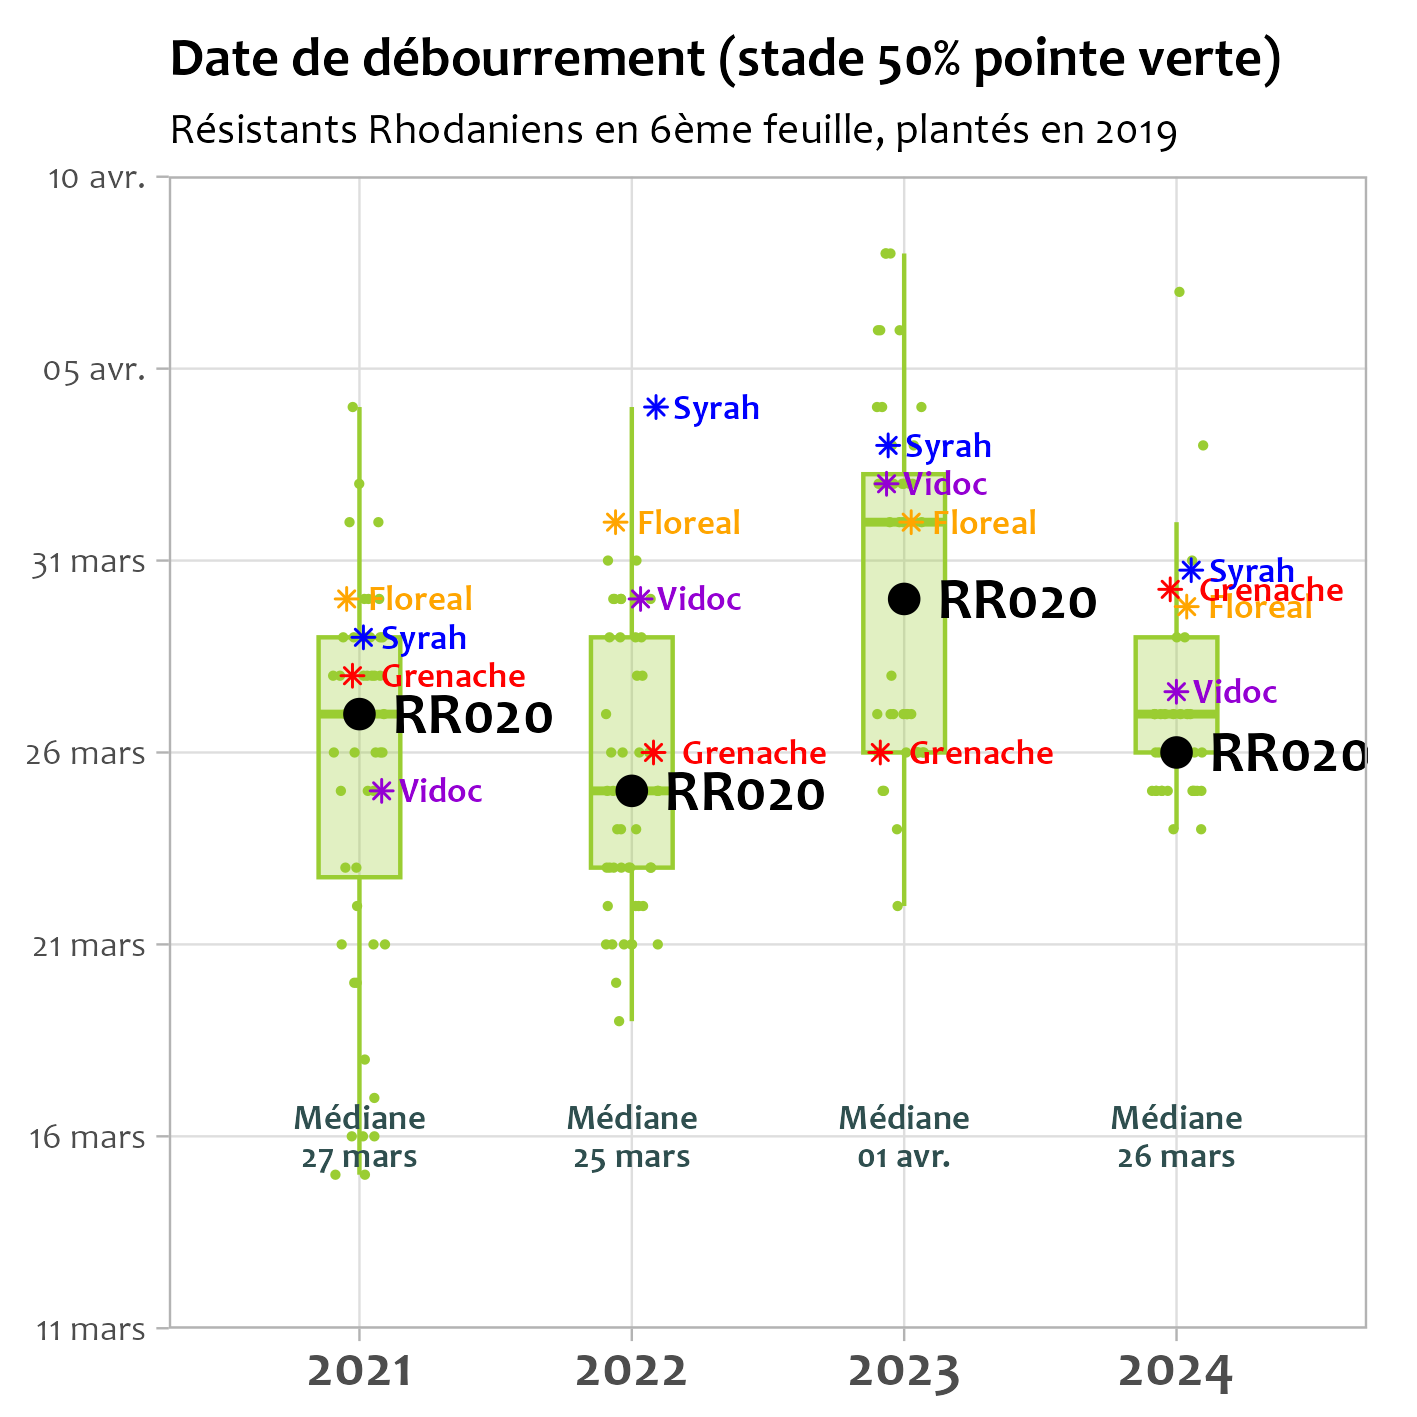 Date de débourrement (stade 50% pointe verte)
Résistants Rhodaniens en 6ème feuille, plantés en 2019
10 avr.
05 avr.
31 mars
26 mars
21 mars
16 mars
11 mars
Floreal
Syrah
Grenache
RR020
Vidoc
Médiane
27 mars
Syrah
Floreal
Vidoc
Grenache
RR020
Médiane
25 mars
Syrah
Vidoc
Floreal
RR020
Grenache
Médiane
01 avr.
Syrah
Grenache
Floreal
Vidoc
RR020
Médiane
26 mars
2021
2022
2023
2024